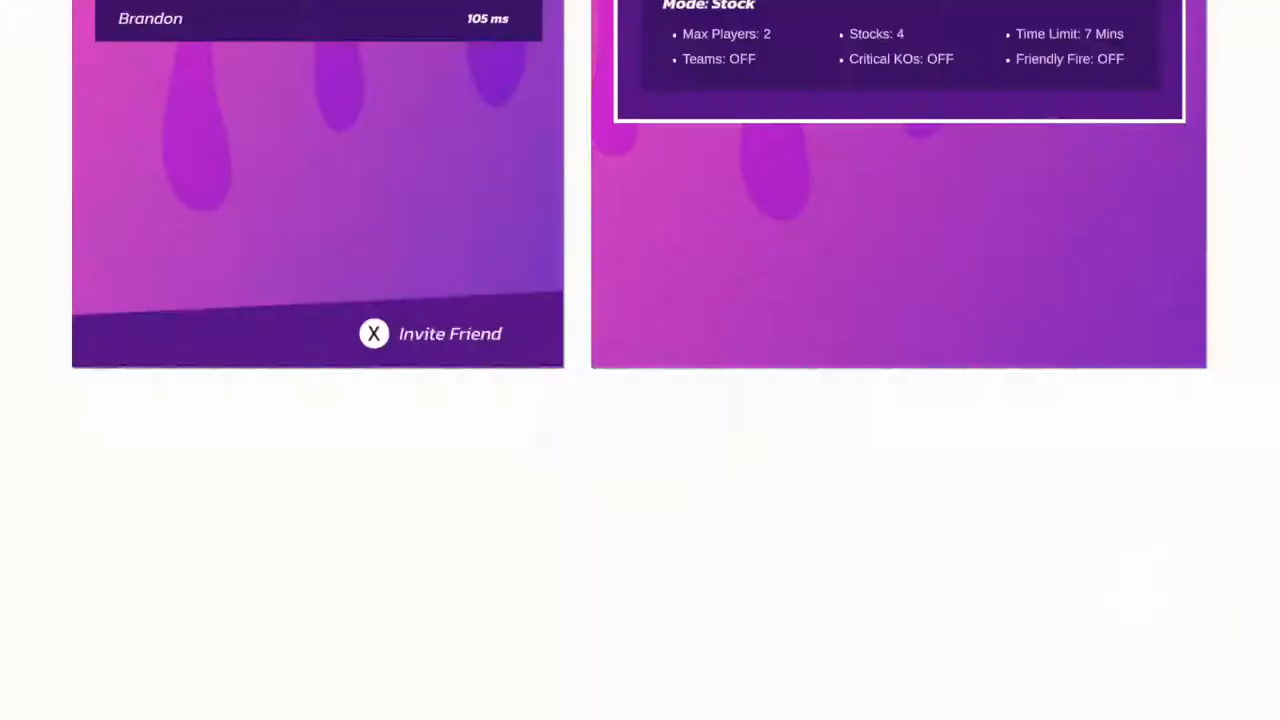 Brandon 105 ms
X Invite Friend
Mode: Stock
• Max Players: 2 • Stocks: 4 • Time Limit: 7 Mins
• Teams: OFF • Critical KOs: OFF • Friendly Fire: OFF